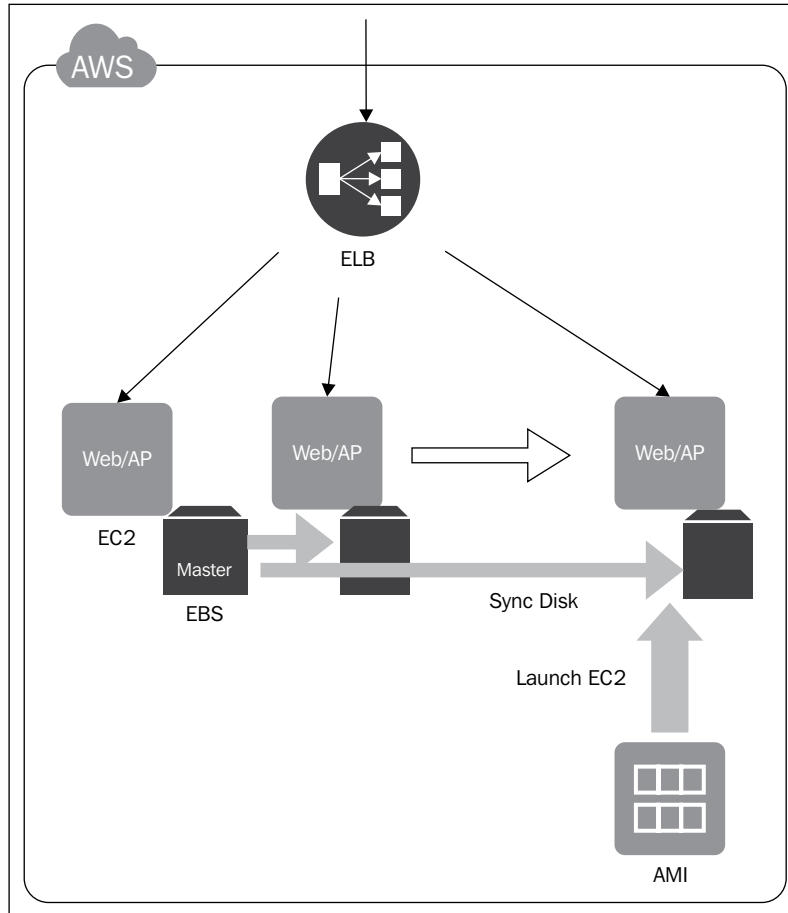 AWS
ELB
Web/AP
Web/AP
Web/AP
EC2
Master
EBS
Sync Disk
Launch EC2
AMI